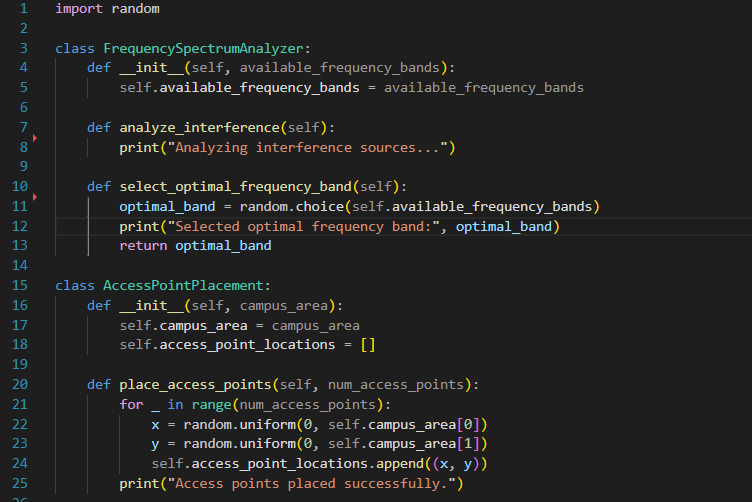 1 import random
2
3 class FrequencySpectrumAnalyzer:
4     def __init__(self, available_frequency_bands):
5         self.available_frequency_bands = available_frequency_bands
6
7     def analyze_interference(self):
8         print("Analyzing interference sources...")
9
10     def select_optimal_frequency_band(self):
11         optimal_band = random.choice(self.available_frequency_bands)
12         print("Selected optimal frequency band:", optimal_band)
13         return optimal_band
14
15 class AccessPointPlacement:
16     def __init__(self, campus_area):
17         self.campus_area = campus_area
18         self.access_point_locations = []
19
20     def place_access_points(self, num_access_points):
21         for _ in range(num_access_points):
22             x = random.uniform(0, self.campus_area[0])
23             y = random.uniform(0, self.campus_area[1])
24             self.access_point_locations.append((x, y))
25         print("Access points placed successfully.")